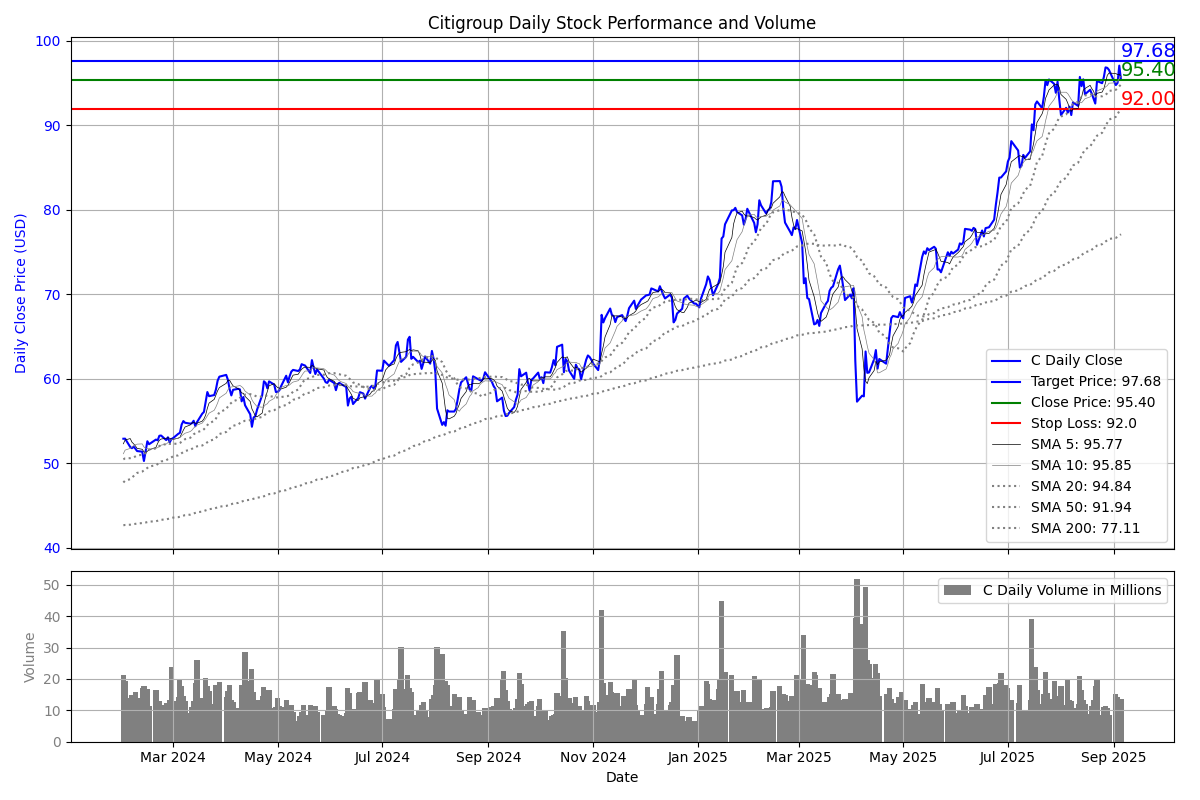 Citigroup Daily Stock Performance and Volume
Daily Close Price (USD)
100
90
80
70
60
50
40
97.68
95.40
92.00
C Daily Close
Target Price: 97.68
Close Price: 95.40
Stop Loss: 92.0
SMA 5: 95.77
SMA 10: 95.85
SMA 20: 94.84
SMA 50: 91.94
SMA 200: 77.11
Volume
50
40
30
20
10
0
C Daily Volume in Millions
Mar 2024 May 2024 Jul 2024 Sep 2024 Nov 2024 Jan 2025 Mar 2025 May 2025 Jul 2025 Sep 2025
Date